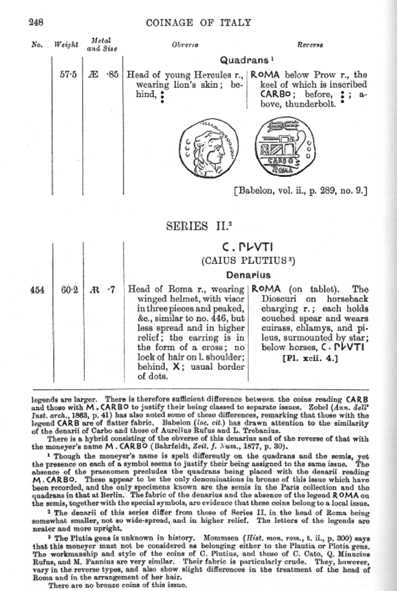 248 COINAGE OF ITALY
No. Weight Metal and Size Obverse Reverse
Quadrans ¹
57·5 Æ ·85 Head of young Hercules r., wearing lion's skin; behind, ⁝
ROMA below Prow r., the keel of which is inscribed CARBO; before, ⁝; above, thunderbolt.
CARBO
ROMA
[Babelon, vol. ii., p. 289, no. 9.]
SERIES II.²
C. PLVTI
(CAIUS PLUTIUS ³)
Denarius
454 60·2 AR ·7 Head of Roma r., wearing
winged helmet, with visor
in three pieces and peaked,
&c., similar to no. 446, but
less spread and in higher
relief; the earring is in
the form of a cross; no
lock of hair on l. shoulder;
behind, X; usual border
of dots.
ROMA (on tablet). The
Dioscuri on horseback
charging r.; each holds
couched spear and wears
cuirass, chlamys, and pi-
leus, surmounted by star;
below horses, C. PLVTI
[Pl. xcii. 4.]
legends are larger. There is therefore sufficient difference between the coins reading CARB
and those with M. CARBO to justify their being classed to separate issues. Zobel (Ann. dell'
Inst. arch., 1863, p. 41) has also noted some of these differences, remarking that those with the
legend CARB are of flatter fabric. Babelon (loc. cit.) has drawn attention to the similarity
of the denarii of Carbo and those of Aurelius Rufus and L. Trebanius.
There is a hybrid consisting of the obverse of this denarius and of the reverse of that with
the moneyer's name M. CARBO (Bahrfeldt, Zeit. f. Num., 1877, p. 30).
¹ Though the moneyer's name is spelt differently on the quadrans and the semis, yet
the presence on each of a symbol seems to justify their being assigned to the same issue. The
absence of the praenomen precludes the quadrans being placed with the denarii reading
M. CARBO. These appear to be the only denominations in bronze of this issue which have
been recorded, and the only specimens known are the semis in the Paris collection and the
quadrans in that at Berlin. The fabric of the denarius and the absence of the legend ROMA on
the semis, together with the special symbols, are evidence that these coins belong to a local issue.
² The denarii of this series differ from those of Series II. in the head of Roma being
somewhat smaller, not so wide-spread, and in higher relief. The letters of the legends are
neater and more upright.
³ The Plutia gens is unknown in history. Mommsen (Hist. mon. rom., t. ii., p. 300) says
that this moneyer must not be considered as belonging either to the Plautia or Plotia gens.
The workmanship and style of the coins of C. Plutius, and those of C. Cato, Q. Minucius
Rufus, and M. Fannius are very similar. Their fabric is particularly crude. They, however,
vary in the reverse types, and also show slight differences in the treatment of the head of
Roma and in the arrangement of her hair.
There are no bronze coins of this issue.